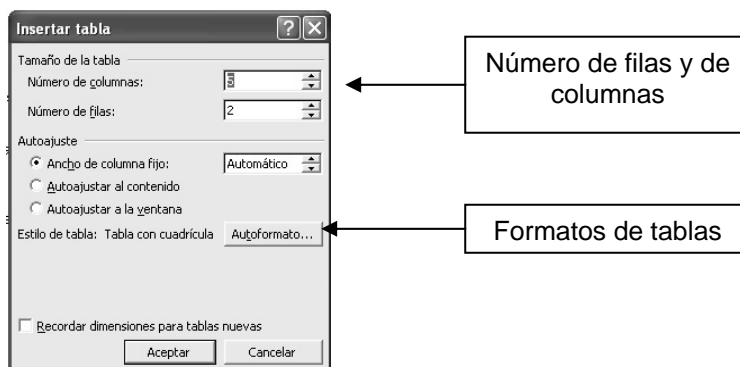 Insertar tabla
Tamaño de la tabla
Número de columnas: 5
Número de filas: 2
Autoajuste
Ancho de columna fijo: Automático
Autoajustar al contenido
Autoajustar a la ventana
Estilo de tabla: Tabla con cuadrícula Autoformato...
Recordar dimensiones para tablas nuevas
Aceptar Cancelar
Número de filas y de
columnas
Formatos de tablas